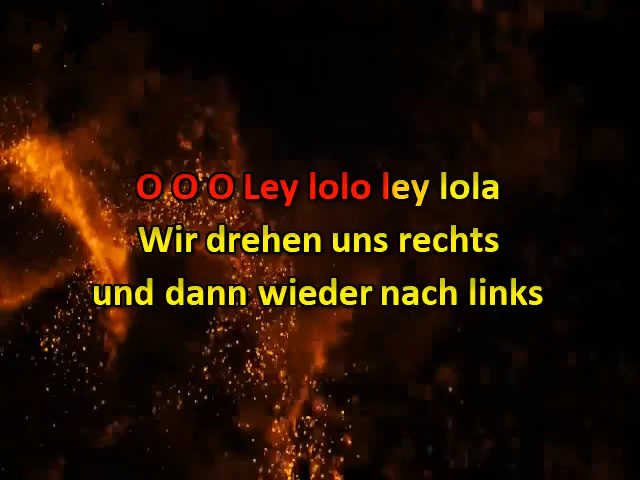 O O O Ley lolo ley lola
Wir drehen uns rechts
und dann wieder nach links